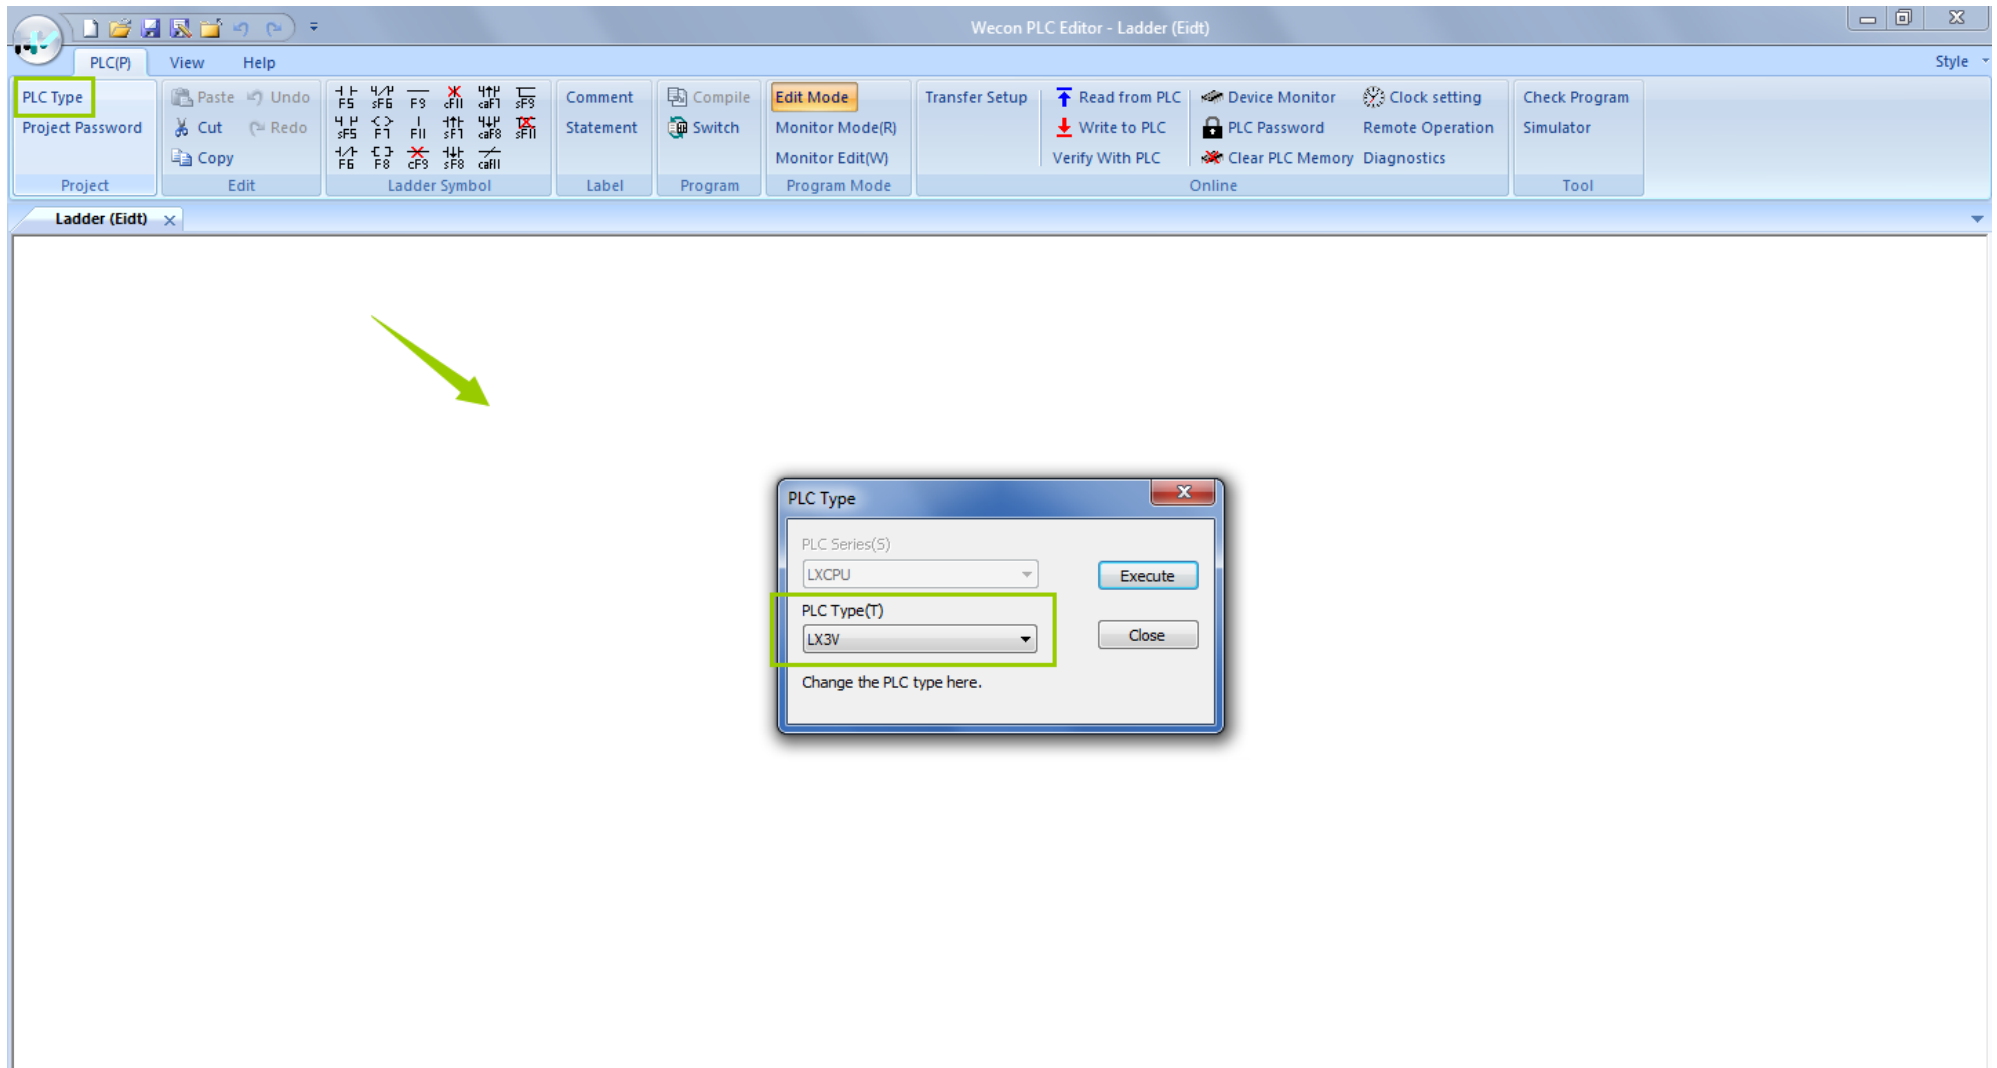 Wecon PLC Editor - Ladder (Eidt)
PLC(P) View Help Style
PLC Type Paste Undo F5 sF6 F9 cF11 caF7 sF9 Comment Compile Edit Mode Transfer Setup Read from PLC Device Monitor Clock setting Check Program
Project Password Cut Redo sF5 F7 F11 sF7 caF8 sF11 Statement Switch Monitor Mode(R) Write to PLC PLC Password Remote Operation Simulator
Copy F6 F8 cF9 sF8 caF11 Monitor Edit(W) Verify With PLC Clear PLC Memory Diagnostics
Project Edit Ladder Symbol Label Program Program Mode Online Tool
Ladder (Eidt)
PLC Type
PLC Series(S)
LXCPU
Execute
PLC Type(T)
LX3V
Close
Change the PLC type here.